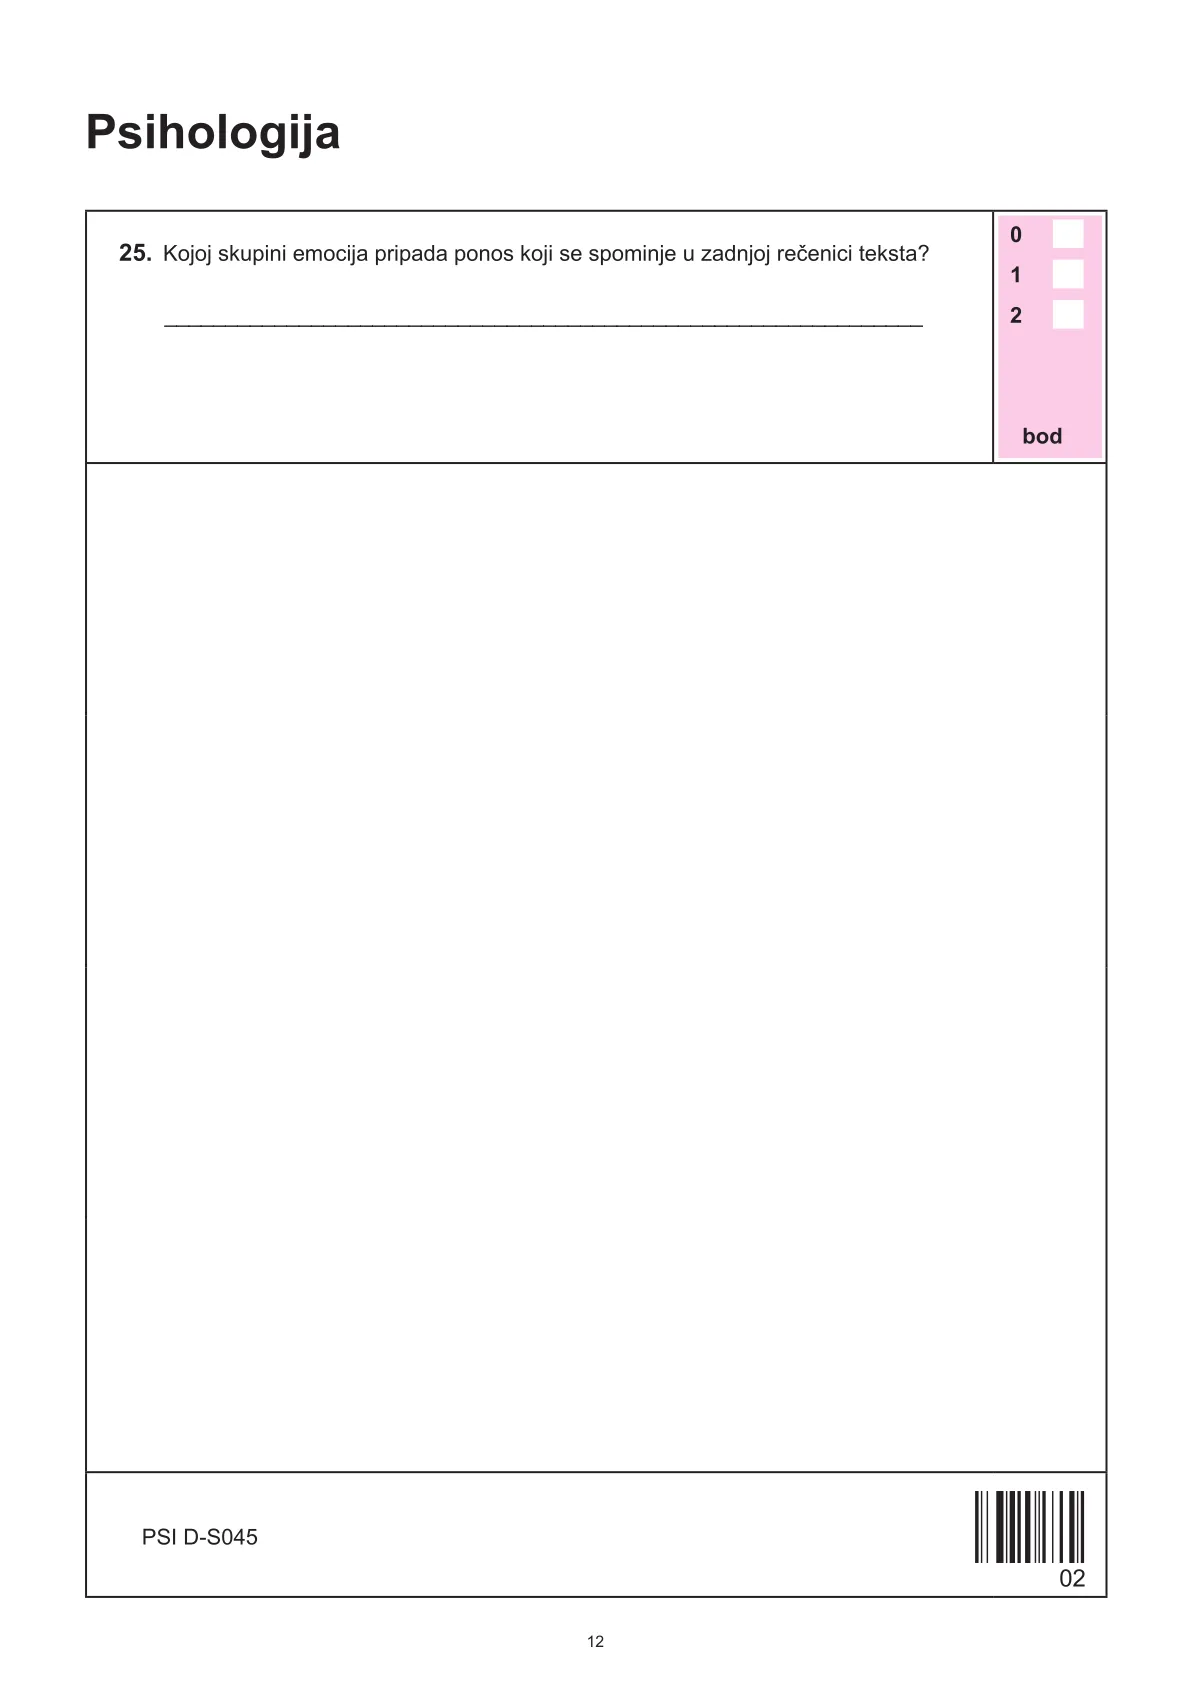 Psihologija
25. Kojoj skupini emocija pripada ponos koji se spominje u zadnjoj rečenici teksta?
0
1
2
bod
PSI D-S045
02
12